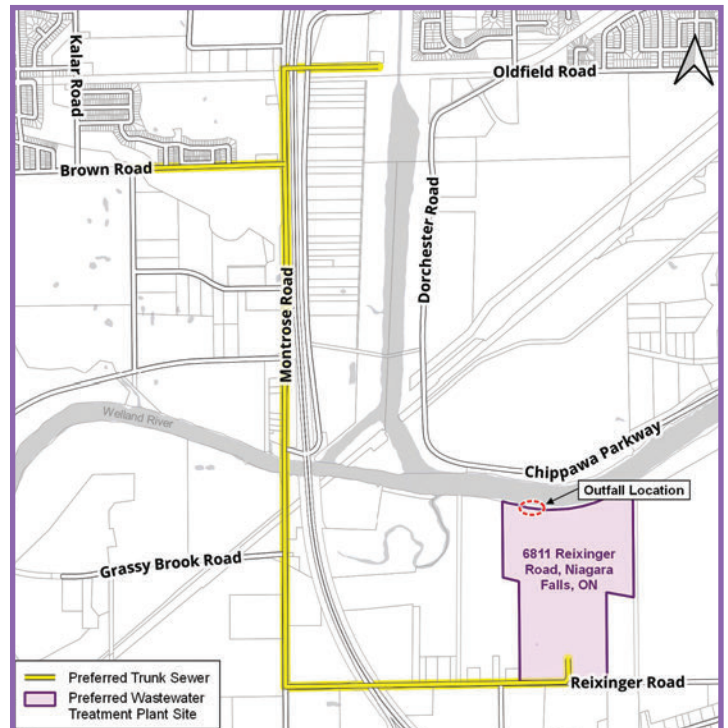 Kalar Road
Oldfield Road
Brown Road
Dorchester Road
Montrose Road
Welland River
Chippawa Parkway
Outfall Location
6811 Reixinger
Road, Niagara
Falls, ON
Grassy Brook Road
Reixinger Road
Preferred Trunk Sewer
Preferred Wastewater
Treatment Plant Site